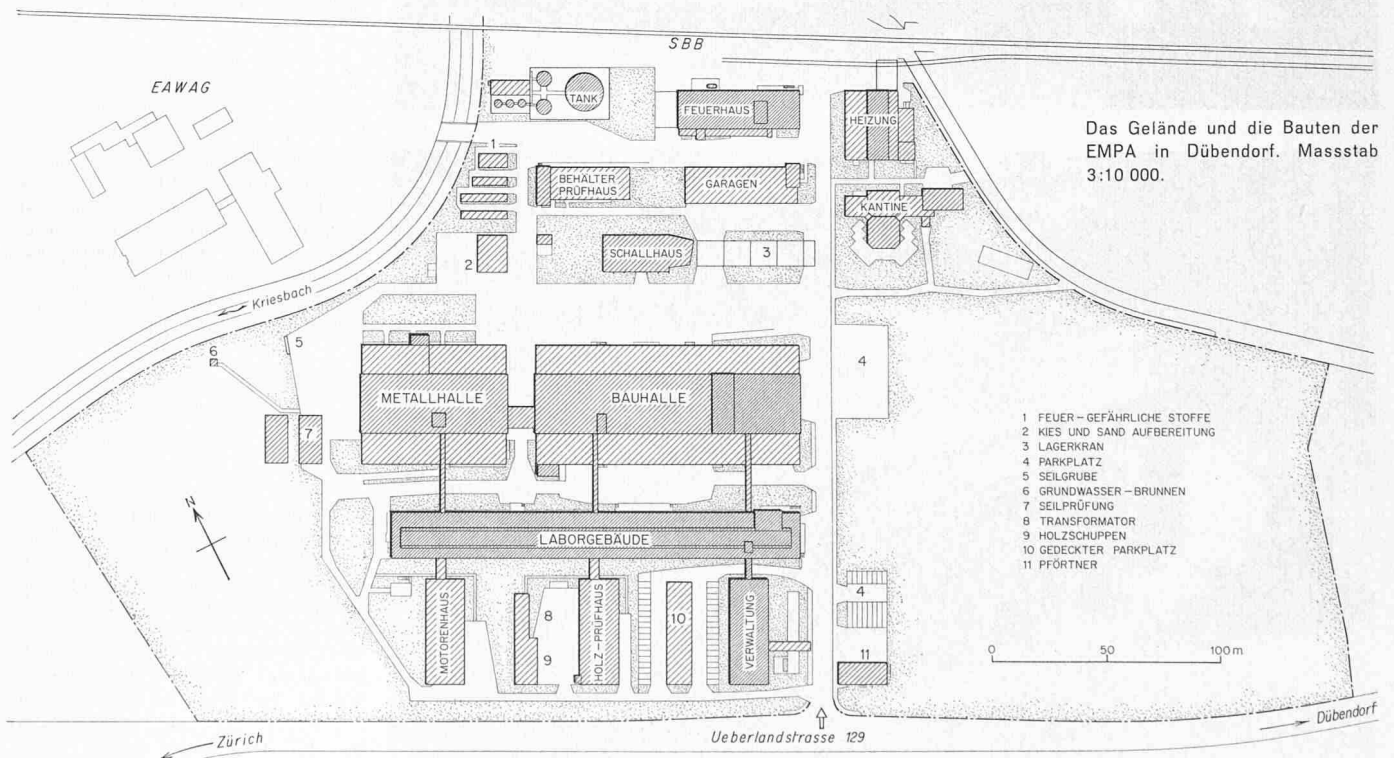 SBB
EAWAG
TANK
FEUERHAUS
HEIZUNG
Das Gelände und die Bauten der
EMPA in Dübendorf. Massstab
3:10 000.
1
BEHÄLTER
PRÜFHAUS
GARAGEN
KANTINE
2
SCHALLHAUS
3
Kriesbach
5
6
4
METALLHALLE
BAUHALLE
7
1 FEUER-GEFÄHRLICHE STOFFE
2 KIES UND SAND AUFBEREITUNG
3 LAGERKRAN
4 PARKPLATZ
5 SEILGRUBE
6 GRUNDWASSER-BRUNNEN
7 SEILPRÜFUNG
8 TRANSFORMATOR
9 HOLZSCHUPPEN
10 GEDECKTER PARKPLATZ
11 PFÖRTNER
N
LABORGEBÄUDE
MOTORENHAUS
8
9
HOLZ-PRÜFHAUS
10
VERWALTUNG
4
11
0 50 100 m
Zürich
Ueberlandstrasse 129
Dübendorf